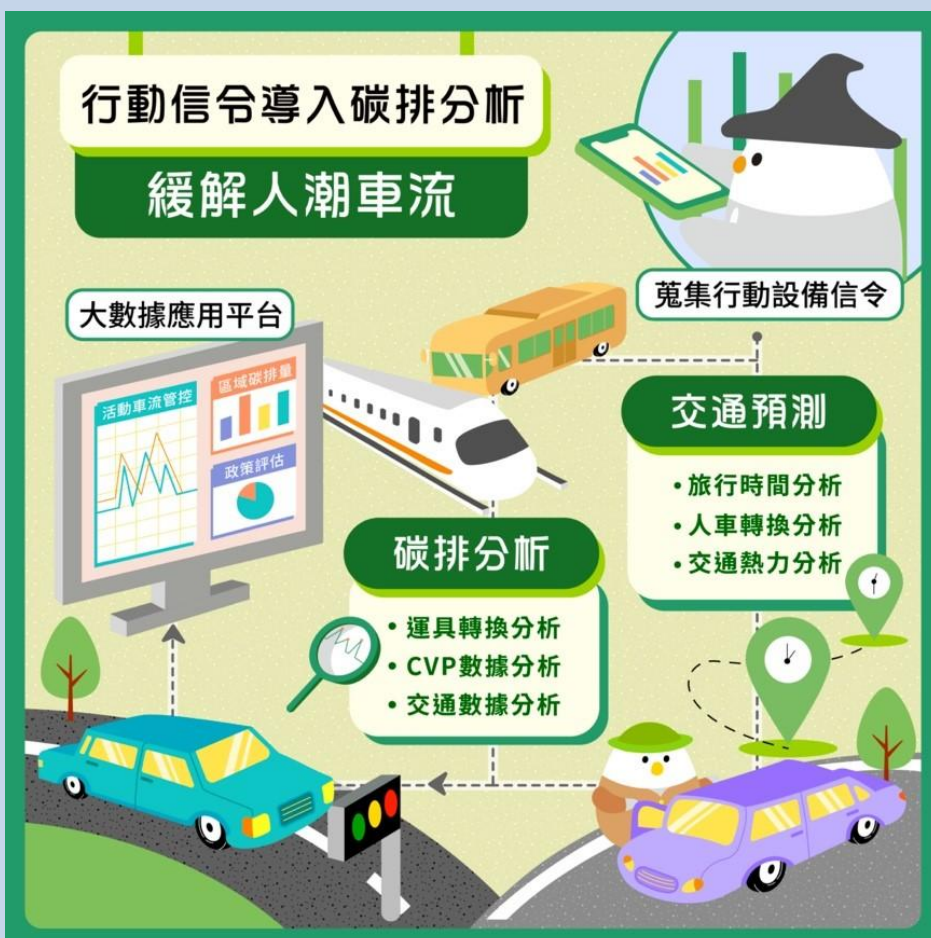 行動信令導入碳排分析
緩解人潮車流
蒐集行動設備信令
大數據應用平台
活動車流管控
區域碳排量
政策評估
交通預測
•旅行時間分析
•人車轉換分析
•交通熱力分析
碳排分析
•運具轉換分析
•CVP數據分析
•交通數據分析